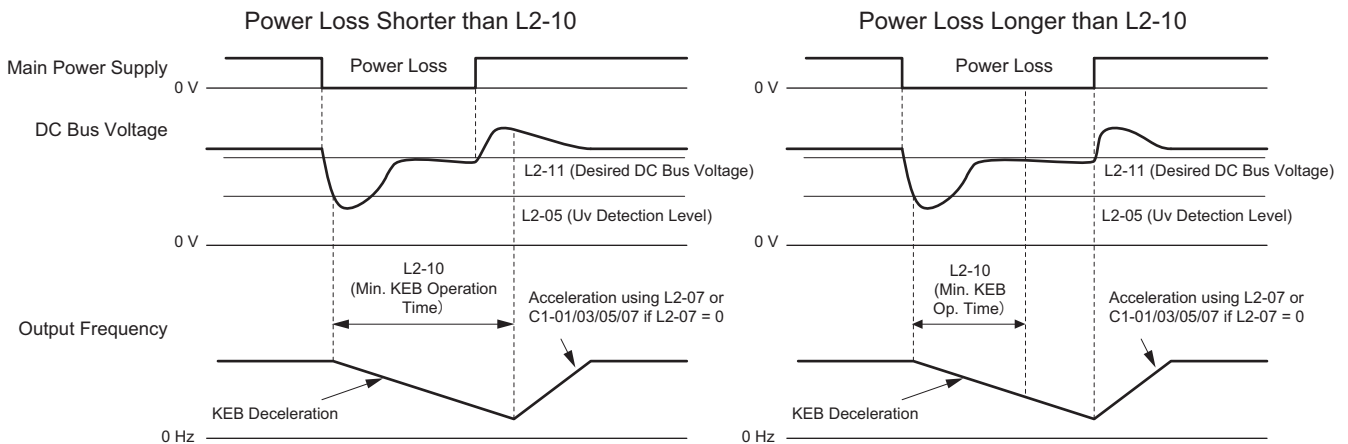 Power Loss Shorter than L2-10
Main Power Supply
Power Loss
0 V
DC Bus Voltage
L2-11 (Desired DC Bus Voltage)
L2-05 (Uv Detection Level)
0 V
L2-10
(Min. KEB Operation
Time)
Acceleration using L2-07 or
C1-01/03/05/07 if L2-07 = 0
Output Frequency
KEB Deceleration
0 Hz
Power Loss Longer than L2-10
Power Loss
0 V
L2-11 (Desired DC Bus Voltage)
L2-05 (Uv Detection Level)
0 V
L2-10
(Min. KEB
Op. Time)
Acceleration using L2-07 or
C1-01/03/05/07 if L2-07 = 0
KEB Deceleration
0 Hz